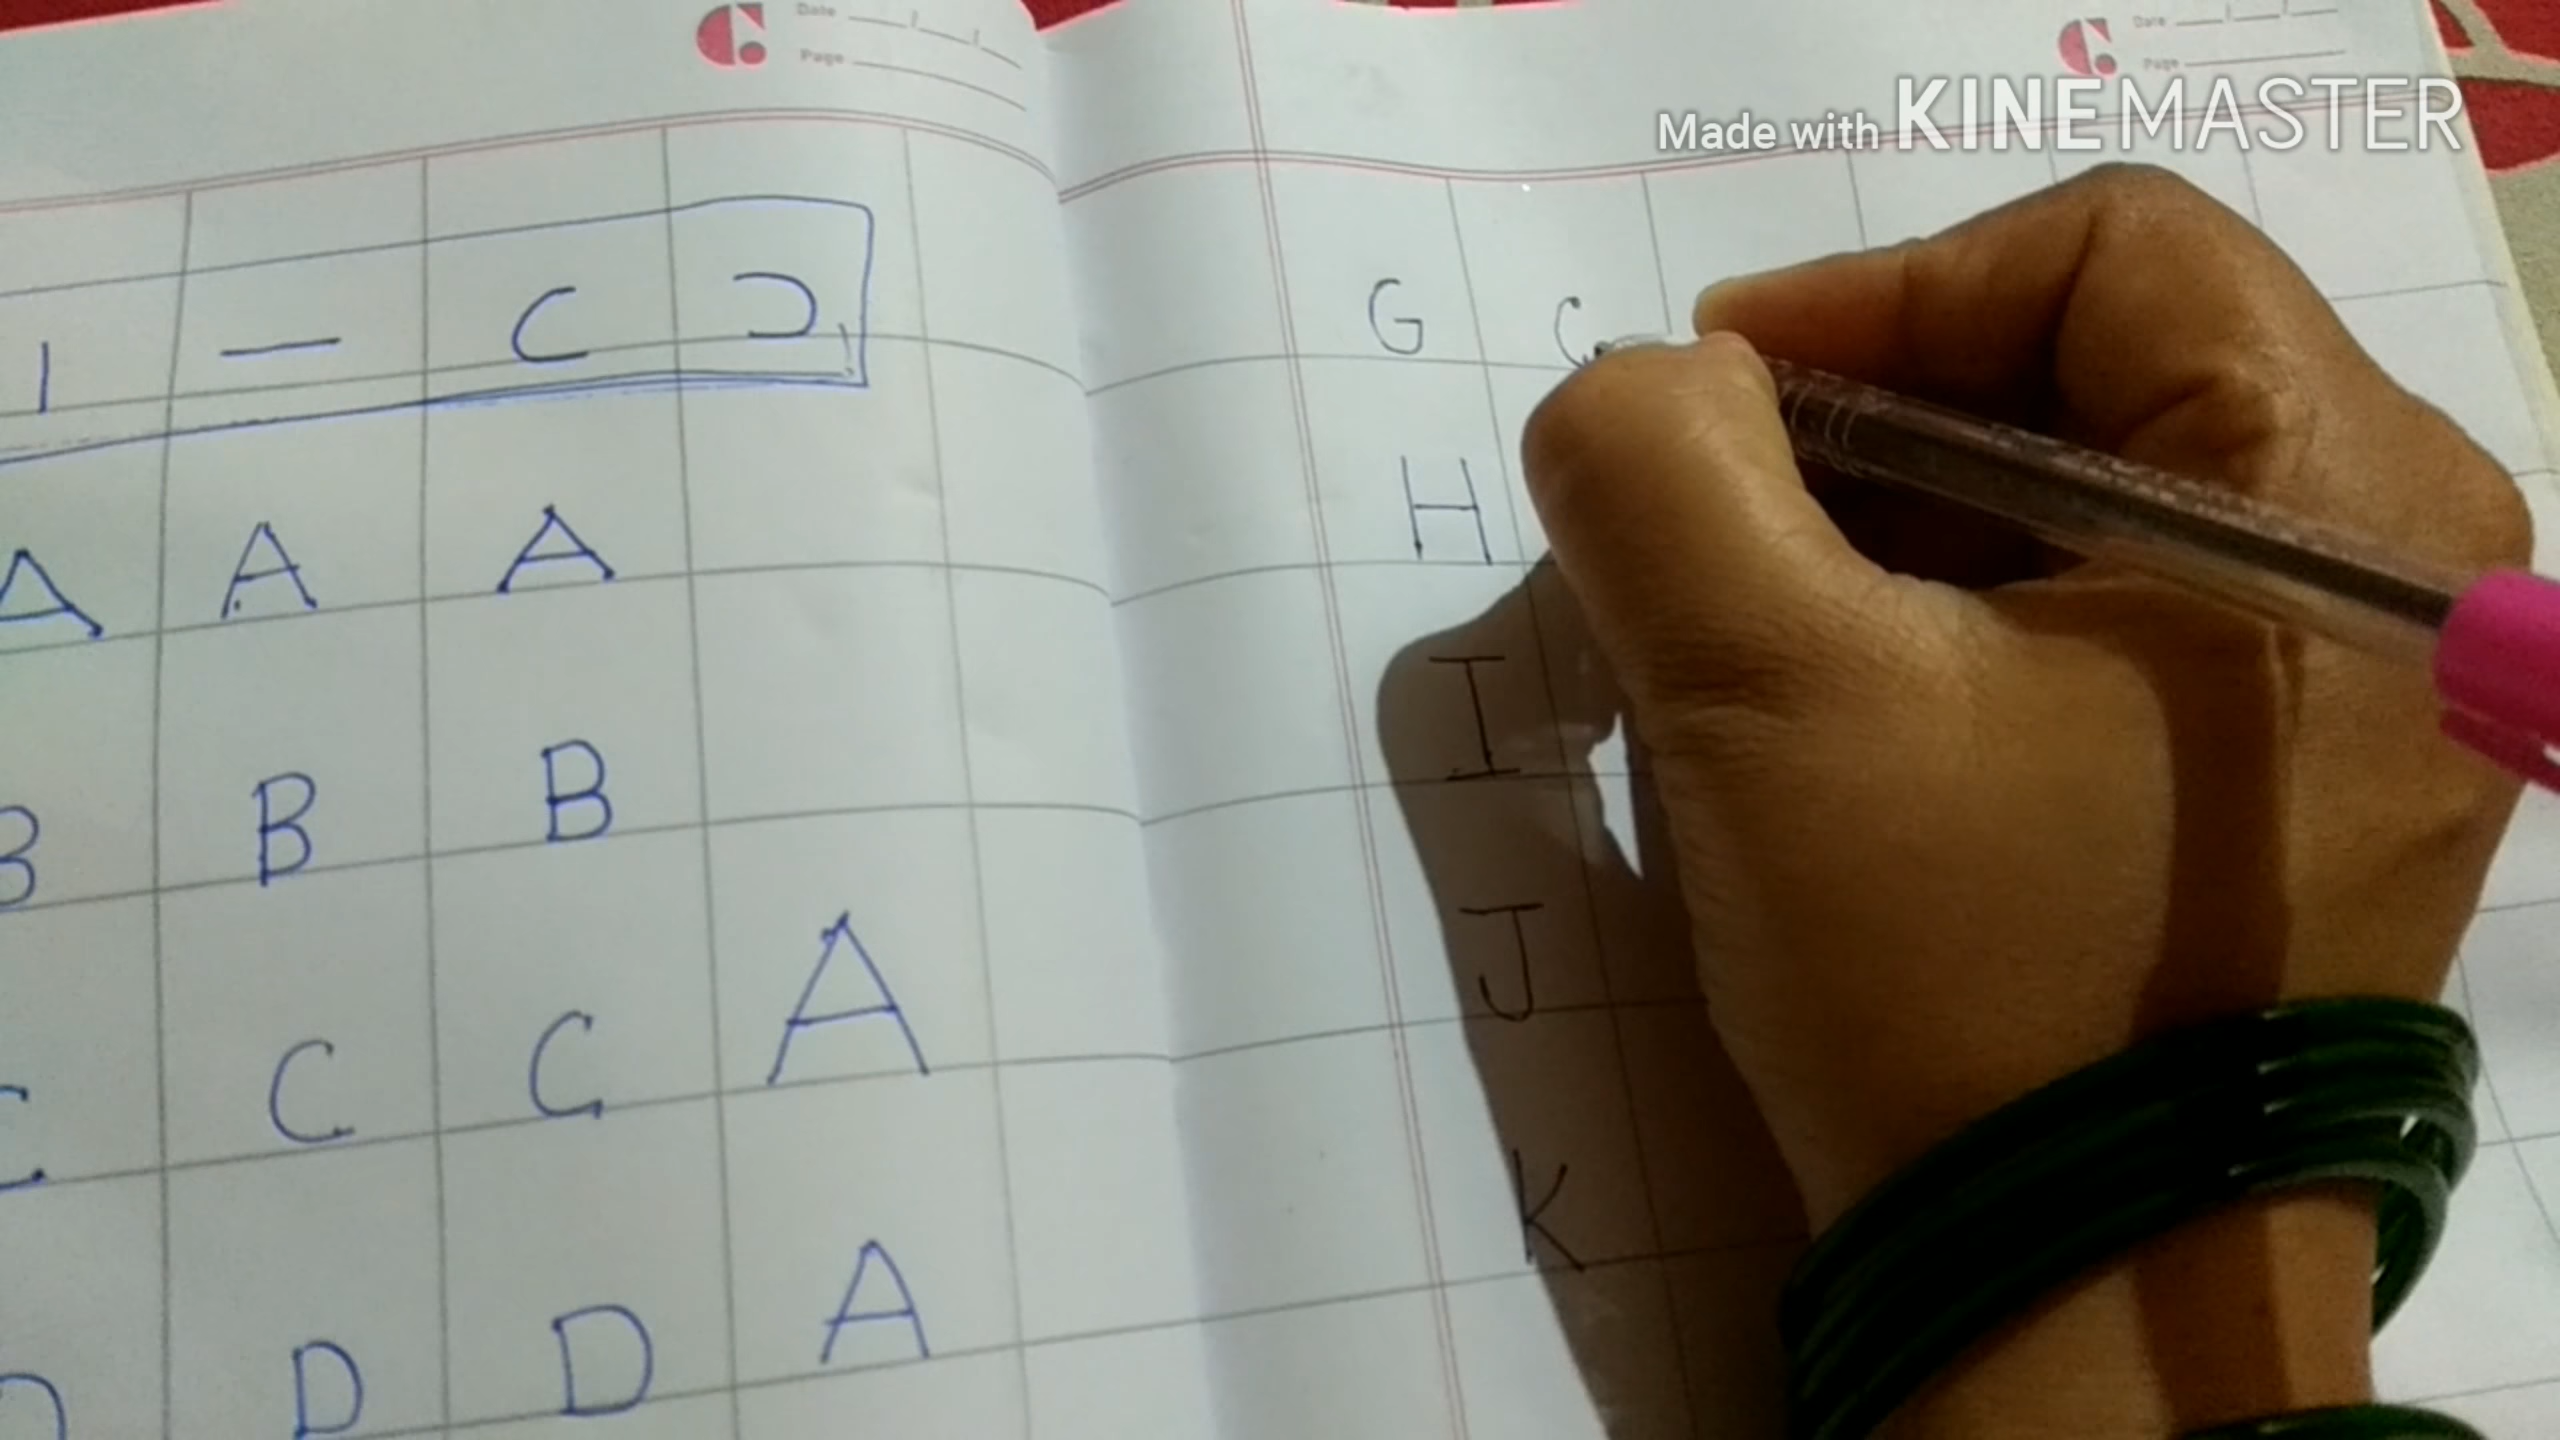 Date
Page
Date
Page
Made with KINEMASTER
ı — C Ɔ
A A A
B B B
C C C A
D D D A
G C
H
I
J
K